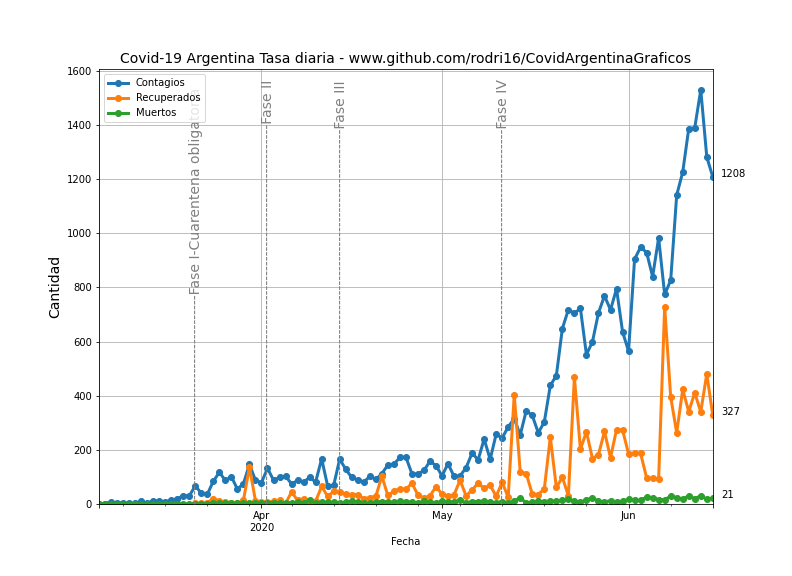 Covid-19 Argentina Tasa diaria - www.github.com/rodri16/CovidArgentinaGraficos
Contagios
Recuperados
Muertos
Fase I-Cuarentena obligatoria
Fase II
Fase III
Fase IV
Cantidad
1600
1400
1200
1000
800
600
400
200
0
1208
327
21
Apr
2020
May
Jun
Fecha